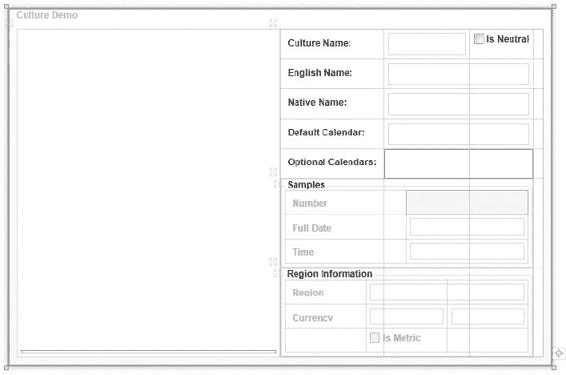 Culture Demo
Culture Name:
Is Neutral
English Name:
Native Name:
Default Calendar:
Optional Calendars:
Samples
Number
Full Date
Time
Region Information
Region
Currency
Is Metric